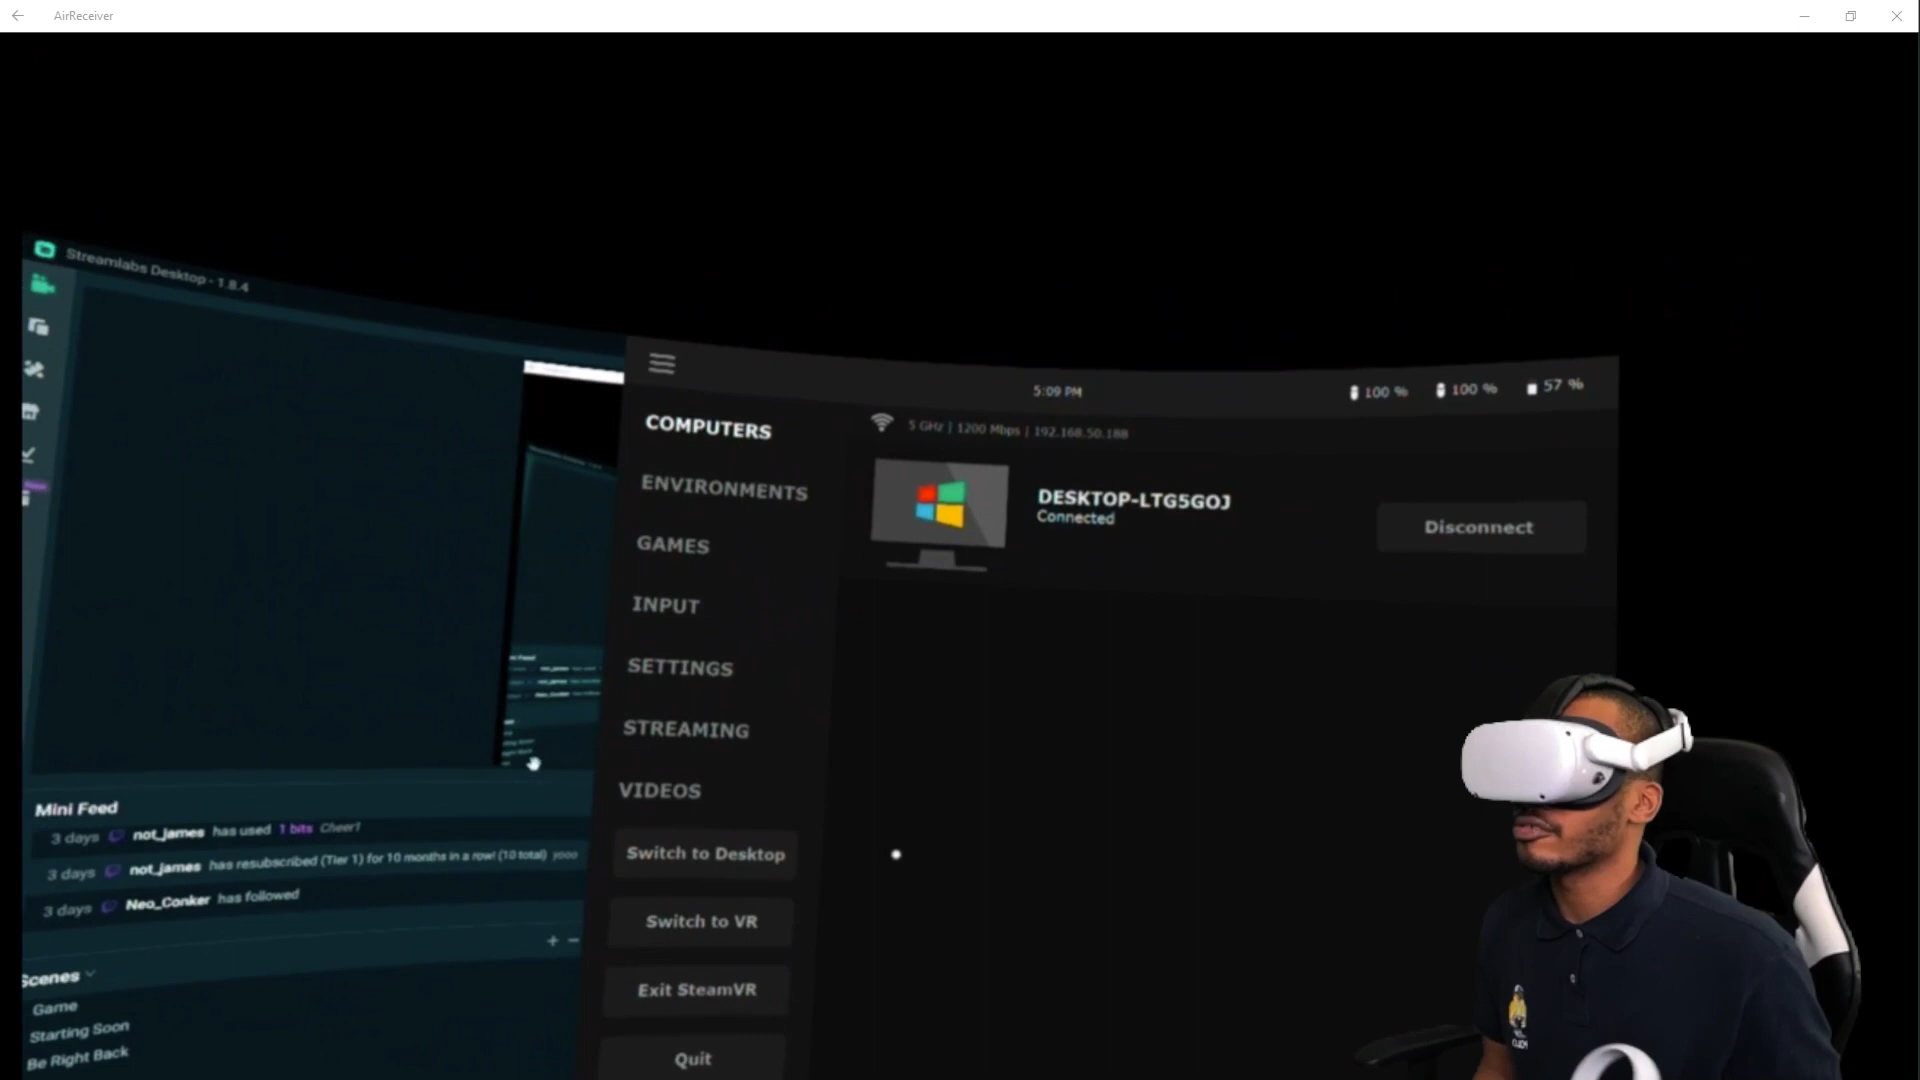 AirReceiver
Streamlabs Desktop - 1.8.4
5:09 PM
100 %
100 %
57 %
COMPUTERS
5 GHz | 1200 Mbps | 192.168.50.188
ENVIRONMENTS
DESKTOP-LTG5GOJ
Connected
Disconnect
GAMES
INPUT
SETTINGS
STREAMING
VIDEOS
Switch to Desktop
Switch to VR
Exit SteamVR
Quit
Mini Feed
3 days not_james has used 1 bits Cheer1
3 days not_james has resubscribed (Tier 1) for 10 months in a row! (10 total) yooo
3 days Neo_Conker has followed
+ −
Scenes
Game
Starting Soon
Be Right Back